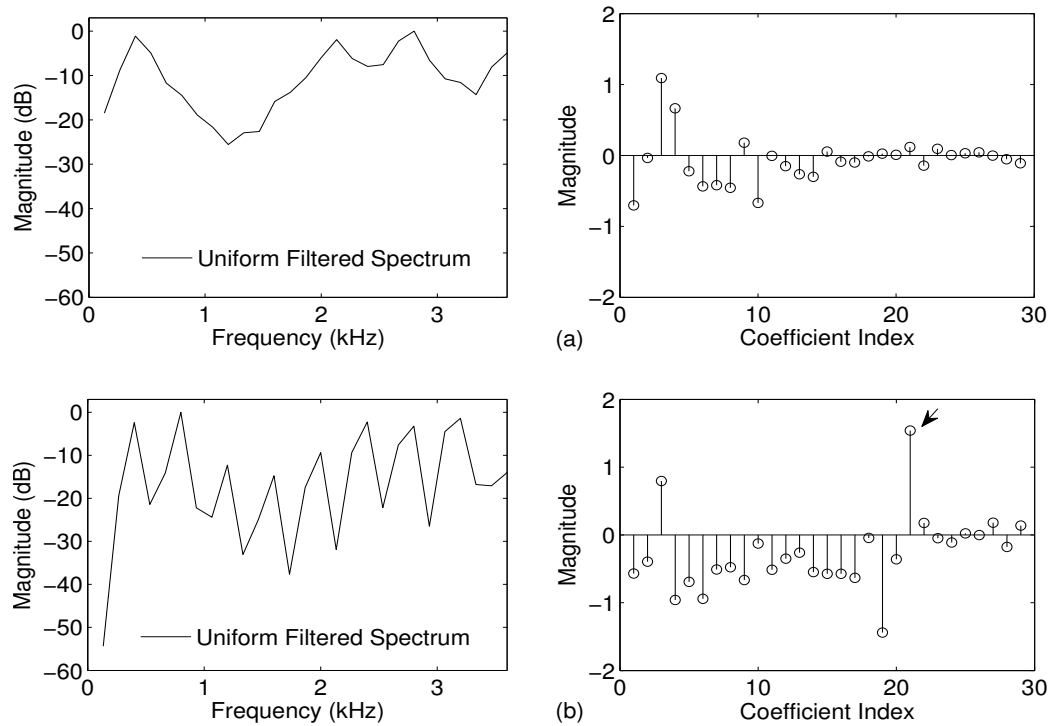 0
−10
−20
−30
−40
−50
−60
Magnitude (dB)
Uniform Filtered Spectrum
0 1 2 3
Frequency (kHz)
2
1
0
−1
−2
Magnitude
0 10 20 30
Coefficient Index
(a)
0
−10
−20
−30
−40
−50
−60
Magnitude (dB)
Uniform Filtered Spectrum
0 1 2 3
Frequency (kHz)
2
1
0
−1
−2
Magnitude
0 10 20 30
Coefficient Index
(b)